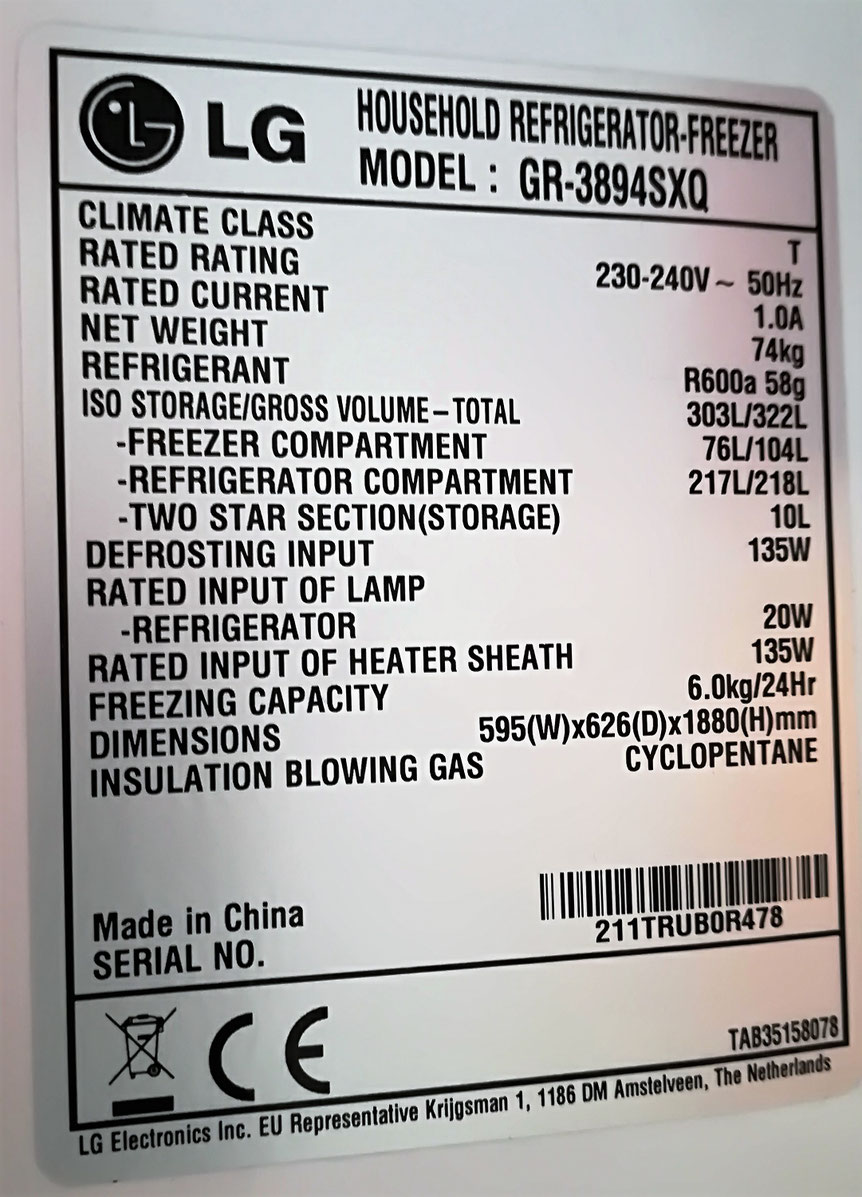 LG HOUSEHOLD REFRIGERATOR-FREEZER
MODEL : GR-3894SXQ
CLIMATE CLASS T
RATED RATING 230-240V ~ 50Hz
RATED CURRENT 1.0A
NET WEIGHT 74kg
REFRIGERANT R600a 58g
ISO STORAGE/GROSS VOLUME-TOTAL 303L/322L
-FREEZER COMPARTMENT 76L/104L
-REFRIGERATOR COMPARTMENT 217L/218L
-TWO STAR SECTION(STORAGE) 10L
DEFROSTING INPUT 135W
RATED INPUT OF LAMP
-REFRIGERATOR 20W
RATED INPUT OF HEATER SHEATH 135W
FREEZING CAPACITY 6.0kg/24Hr
DIMENSIONS 595(W)x626(D)x1880(H)mm
INSULATION BLOWING GAS CYCLOPENTANE
Made in China
SERIAL NO. 211TRUB0R478
CE
TAB35158078
LG Electronics Inc. EU Representative Krijgsman 1, 1186 DM Amstelveen, The Netherlands